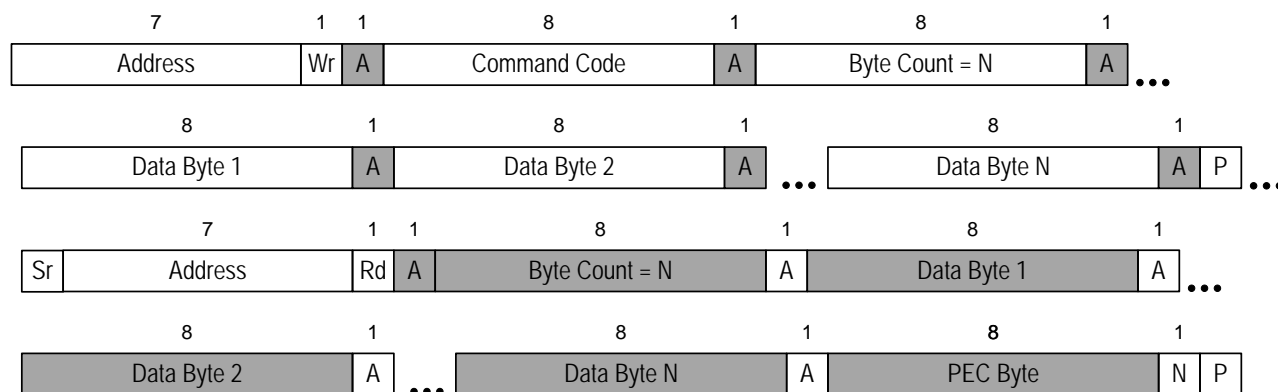 7 1 1 8 1 8 1
Address Wr A Command Code A Byte Count = N A
8 1 8 1 8 1
Data Byte 1 A Data Byte 2 A Data Byte N A P
7 1 1 8 1 8 1
Sr Address Rd A Byte Count = N A Data Byte 1 A
8 1 8 1 8 1
Data Byte 2 A Data Byte N A PEC Byte N P